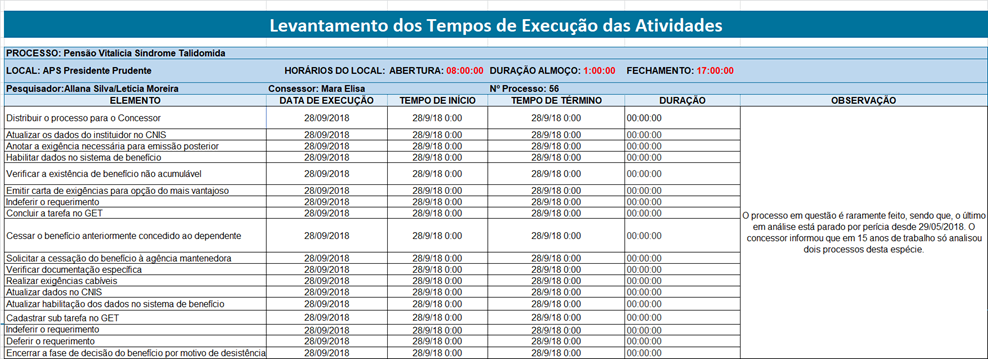 Levantamento dos Tempos de Execução das Atividades
PROCESSO: Pensão Vitalícia Síndrome Talidomida
LOCAL: APS Presidente Prudente HORÁRIOS DO LOCAL: ABERTURA: 08:00:00 DURAÇÃO ALMOÇO: 1:00:00 FECHAMENTO: 17:00:00
Pesquisador:Allana Silva/Letícia Moreira Consessor: Mara Elisa Nº Processo: 56
ELEMENTO DATA DE EXECUÇÃO TEMPO DE INÍCIO TEMPO DE TÉRMINO DURAÇÃO OBSERVAÇÃO
Distribuir o processo para o Concessor 28/09/2018 28/9/18 0:00 28/9/18 0:00 00:00:00
Atualizar os dados do instituidor no CNIS 28/09/2018 28/9/18 0:00 28/9/18 0:00 00:00:00
Anotar a exigência necessária para emissão posterior 28/09/2018 28/9/18 0:00 28/9/18 0:00 00:00:00
Habilitar dados no sistema de benefício 28/09/2018 28/9/18 0:00 28/9/18 0:00 00:00:00
Verificar a existência de benefício não acumulável 28/09/2018 28/9/18 0:00 28/9/18 0:00 00:00:00
Emitir carta de exigências para opção do mais vantajoso 28/09/2018 28/9/18 0:00 28/9/18 0:00 00:00:00
Indeferir o requerimento 28/09/2018 28/9/18 0:00 28/9/18 0:00 00:00:00
Concluir a tarefa no GET 28/09/2018 28/9/18 0:00 28/9/18 0:00 00:00:00
Cessar o benefício anteriormente concedido ao dependente 28/09/2018 28/9/18 0:00 28/9/18 0:00 00:00:00
Solicitar a cessação do benefício à agência mantenedora 28/09/2018 28/9/18 0:00 28/9/18 0:00 00:00:00
Verificar documentação específica 28/09/2018 28/9/18 0:00 28/9/18 0:00 00:00:00
Realizar exigências cabíveis 28/09/2018 28/9/18 0:00 28/9/18 0:00 00:00:00
Atualizar dados no CNIS 28/09/2018 28/9/18 0:00 28/9/18 0:00 00:00:00
Atualizar habilitação dos dados no sistema de benefício 28/09/2018 28/9/18 0:00 28/9/18 0:00 00:00:00
Cadastrar sub tarefa no GET 28/09/2018 28/9/18 0:00 28/9/18 0:00 00:00:00
Indeferir o requerimento 28/09/2018 28/9/18 0:00 28/9/18 0:00 00:00:00
Deferir o requerimento 28/09/2018 28/9/18 0:00 28/9/18 0:00 00:00:00
Encerrar a fase de decisão do benefício por motivo de desistência 28/09/2018 28/9/18 0:00 28/9/18 0:00 00:00:00
O processo em questão é raramente feito, sendo que, o último
em análise está parado por perícia desde 29/05/2018. O
concessor informou que em 15 anos de trabalho só analisou
dois processos desta espécie.